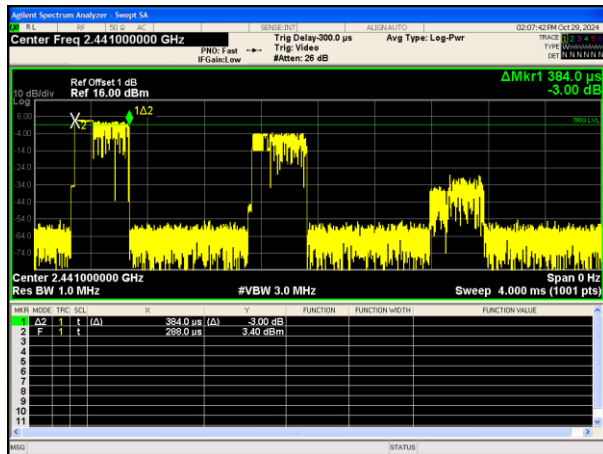 Agilent Spectrum Analyzer - Swept SA
RL RF 50 Ω AC SENSE:INT ALIGN AUTO 02:07:42 PM Oct 29, 2024
Center Freq 2.441000000 GHz
PNO: Fast
IFGain:Low
Trig Delay-300.0 µs
Trig: Video
#Atten: 26 dB
Avg Type: Log-Pwr
TRACE 1 2 3 4 5 6
TYPE
DET N N N N N N
ΔMkr1 384.0 µs
-3.00 dB
Ref Offset 1 dB
10 dB/div Ref 16.00 dBm
Log
1Δ2
2
TRIG LVL
6.00
-4.00
-14.0
-24.0
-34.0
-44.0
-54.0
-64.0
-74.0
Center 2.441000000 GHz Span 0 Hz
Res BW 1.0 MHz #VBW 3.0 MHz Sweep 4.000 ms (1001 pts)
MKR MODE TRC SCL X Y FUNCTION FUNCTION WIDTH FUNCTION VALUE
1 Δ2 1 t (Δ) 384.0 µs (Δ) -3.00 dB
2 F 1 t 288.0 µs 3.40 dBm
3
4
5
6
7
8
9
10
11
MSG STATUS